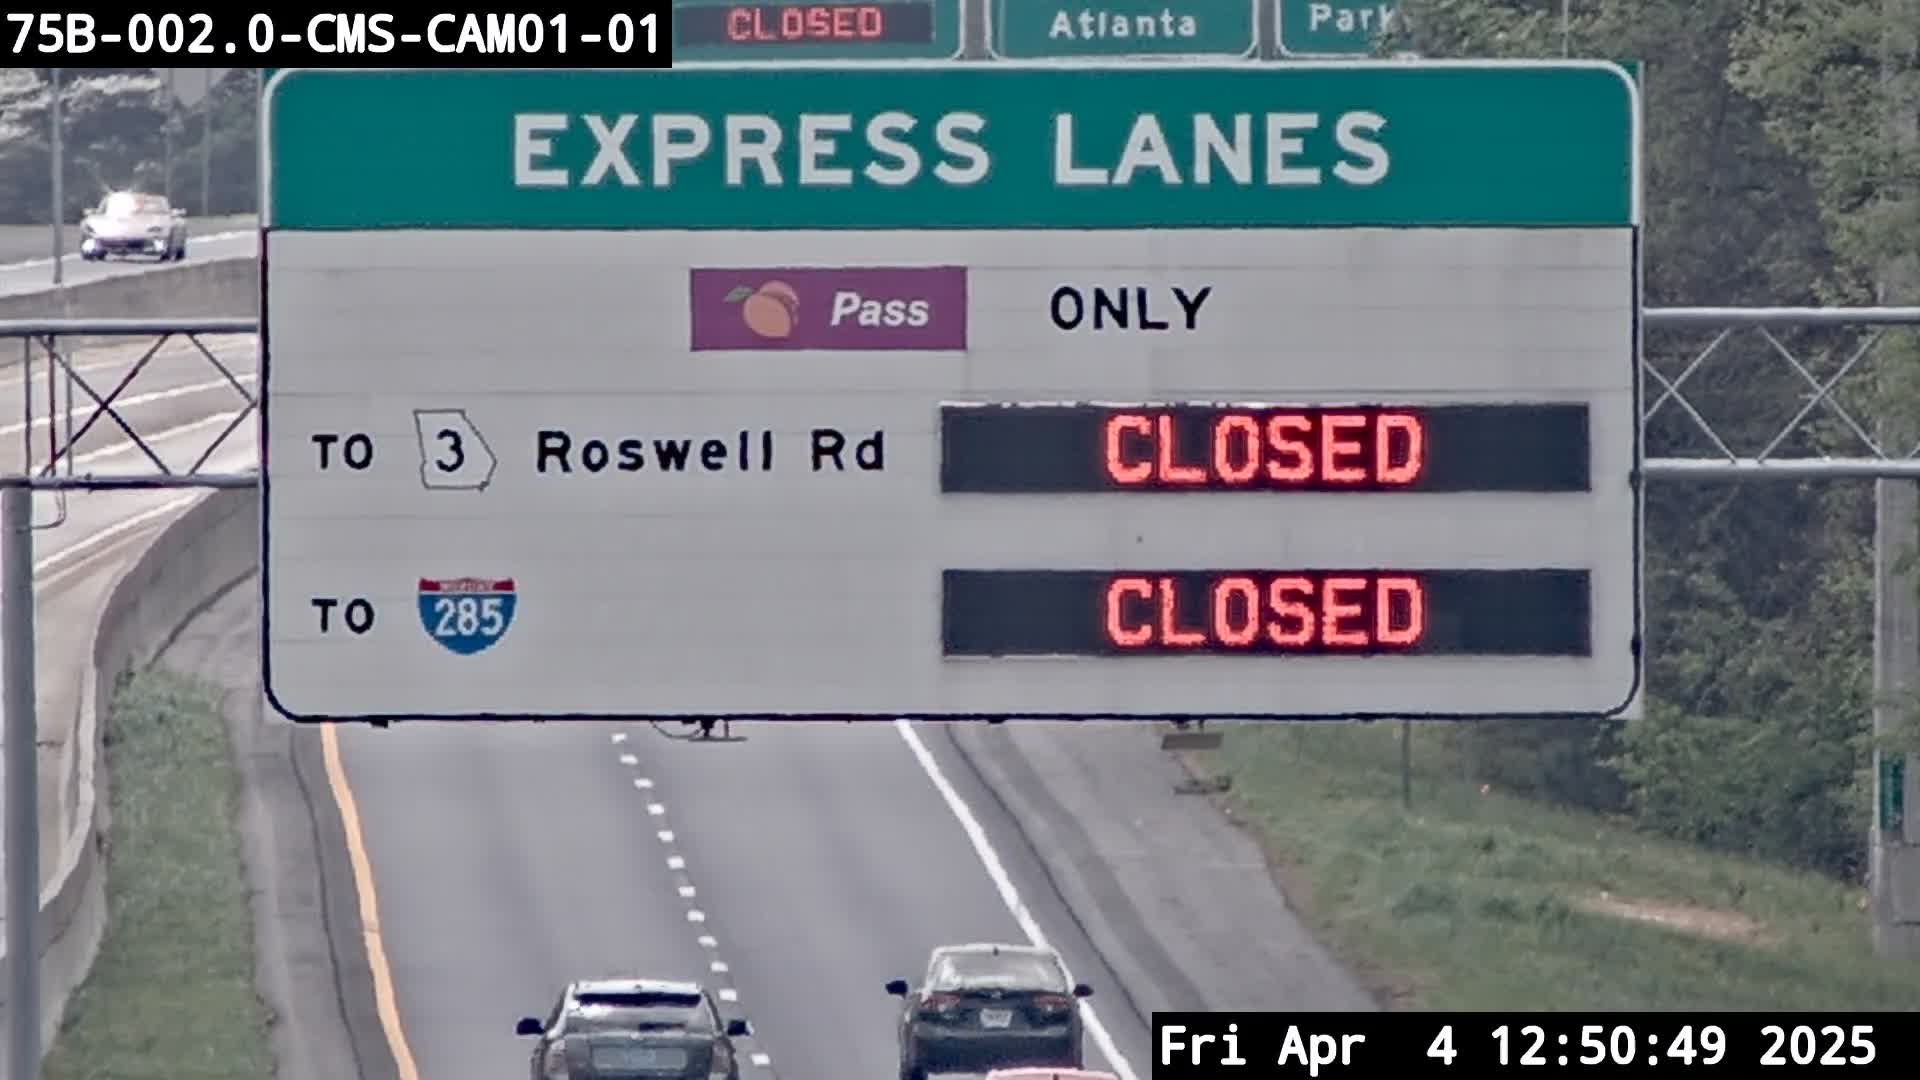 75B-002.0-CMS-CAM01-01
CLOSED
Atlanta
Park
EXPRESS LANES
Pass ONLY
TO 3 Roswell Rd CLOSED
TO 285 CLOSED
Fri Apr 4 12:50:49 2025